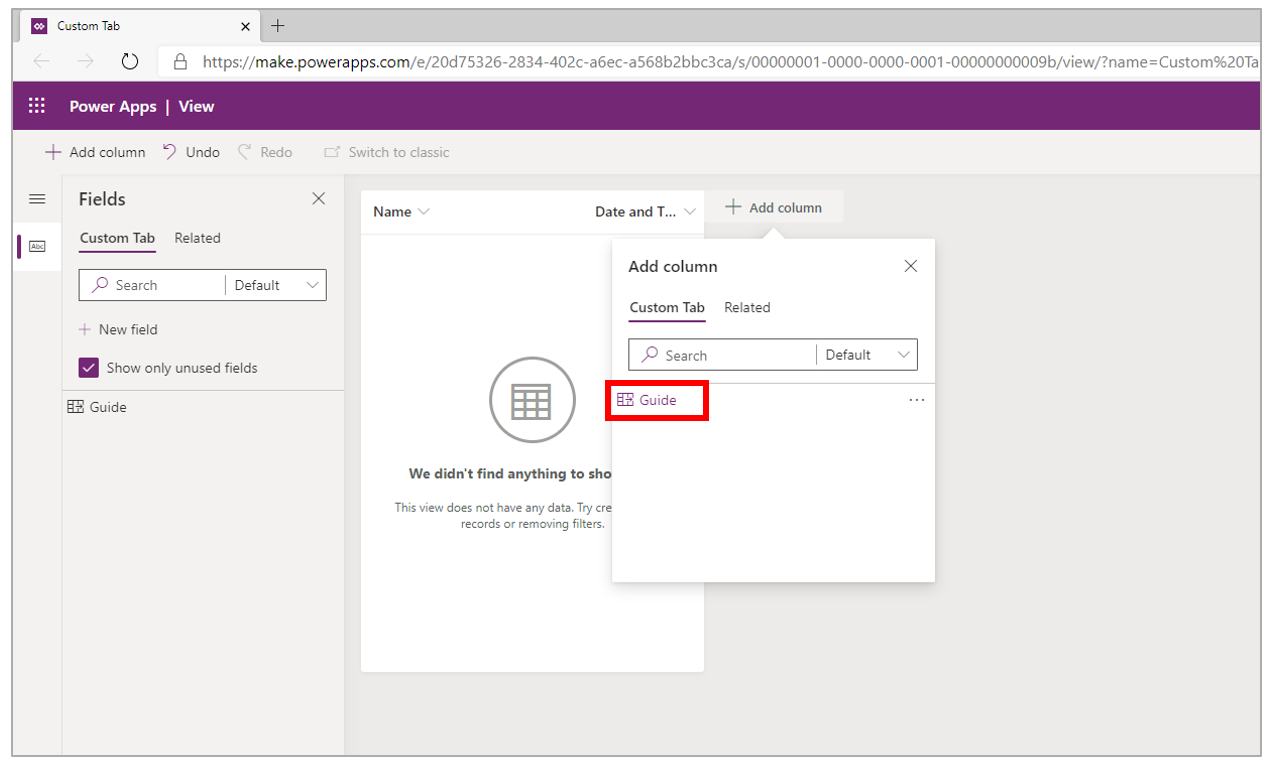 Custom Tab
https://make.powerapps.com/e/20d75326-2834-402c-a6ec-a568b2bbc3ca/s/00000001-0000-0000-0001-00000000009b/view/?name=Custom%20Ta
Power Apps | View
Add column Undo Redo Switch to classic
Fields
Custom Tab Related
Search Default
New field
Show only unused fields
Abc
Guide
Name Date and T... Add column
We didn't find anything to sho
This view does not have any data. Try cre
records or removing filters.
Add column
Custom Tab Related
Search Default
Guide ...